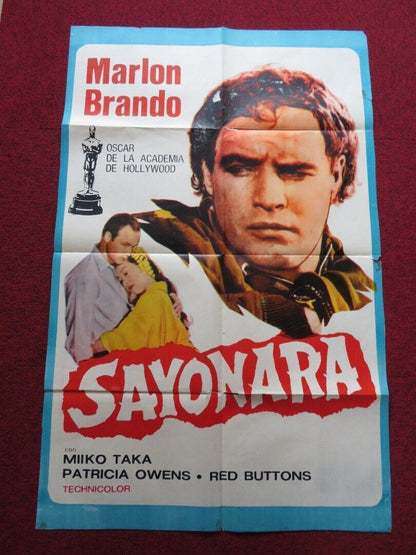 Marlon
Brando
OSCAR
DE LA ACADEMIA
DE HOLLYWOOD
SAYONARA
con
MIIKO TAKA
PATRICIA OWENS • RED BUTTONS
TECHNICOLOR